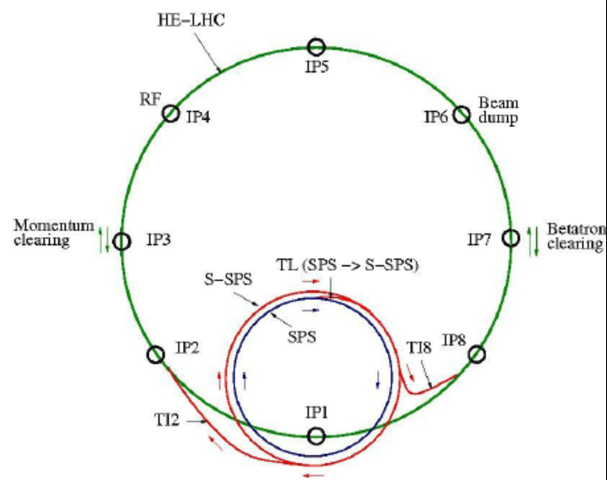 HE-LHC
IP5
RF
IP4
IP6
Beam
dump
Momentum
clearing
IP3
IP7
Betatron
clearing
TL (SPS -> S-SPS)
S-SPS
SPS
IP2
TI8
IP8
TI2
IP1